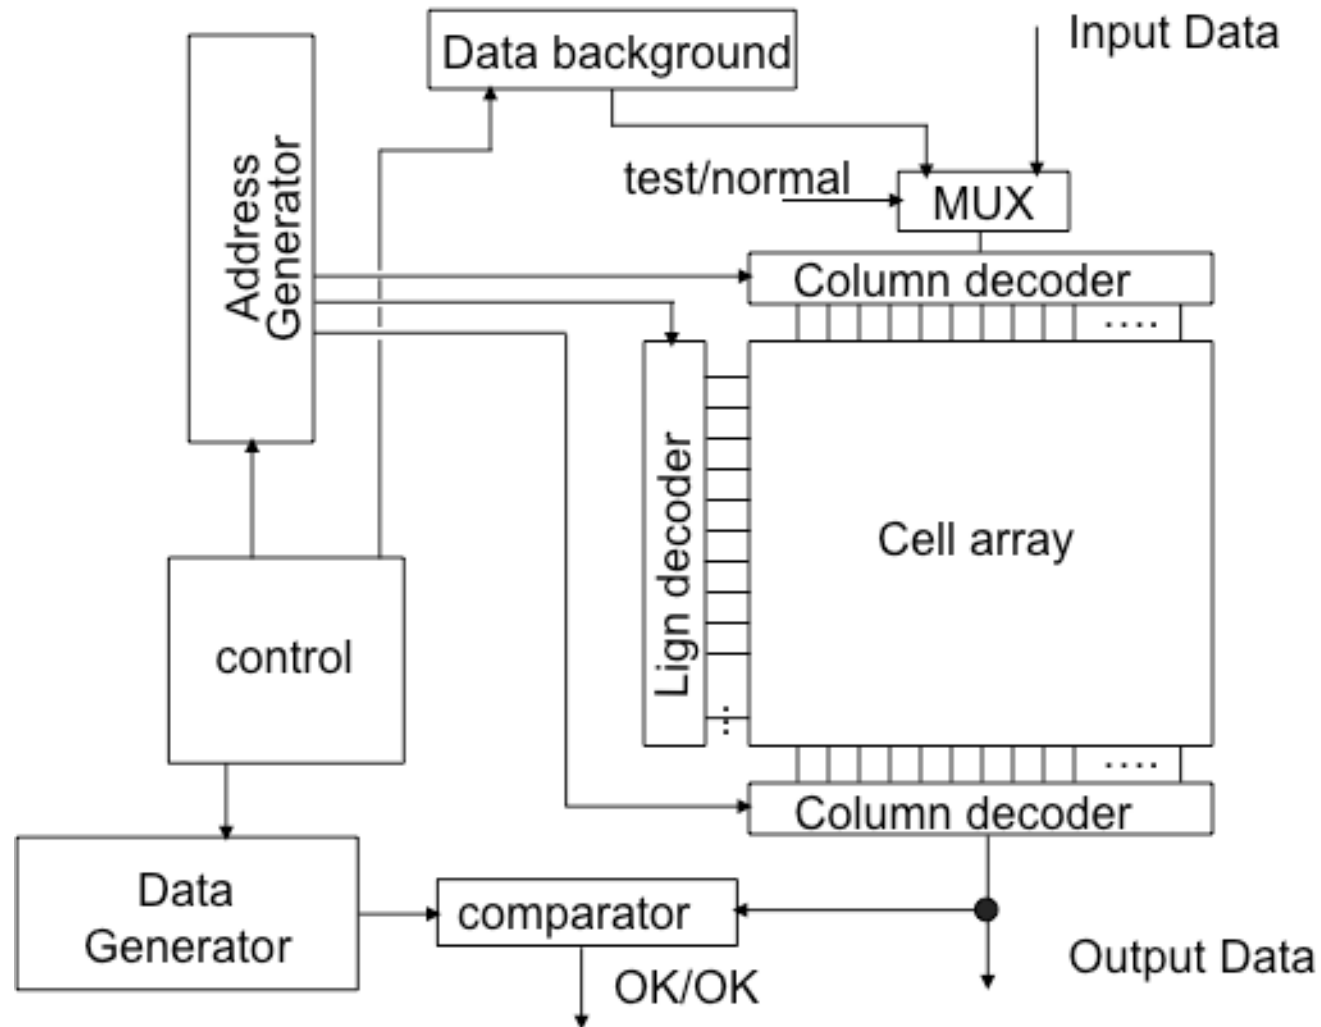 Data background
Input Data
Address
Generator
test/normal
MUX
Column decoder
....
Lign decoder
Cell array
control
...
....
Column decoder
Data
Generator
comparator
OK/OK
Output Data